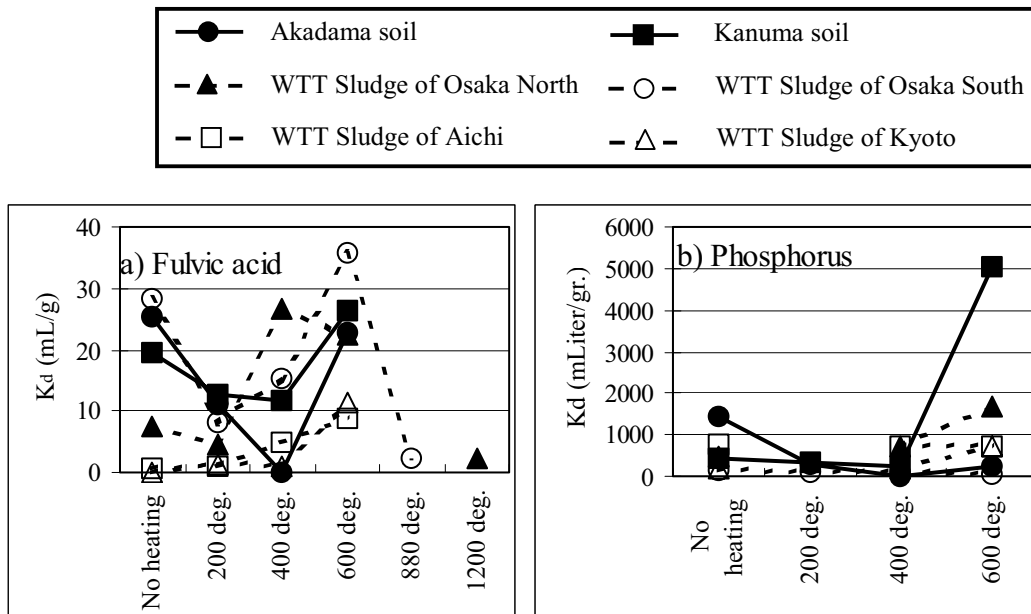 Akadama soil
Kanuma soil
WTT Sludge of Osaka North
WTT Sludge of Osaka South
WTT Sludge of Aichi
WTT Sludge of Kyoto
a) Fulvic acid
Kd (mL/g)
40
30
20
10
0
No heating
200 deg.
400 deg.
600 deg.
880 deg.
1200 deg.
b) Phosphorus
Kd (mLiter/gr.)
6000
5000
4000
3000
2000
1000
0
No
heating
200 deg.
400 deg.
600 deg.